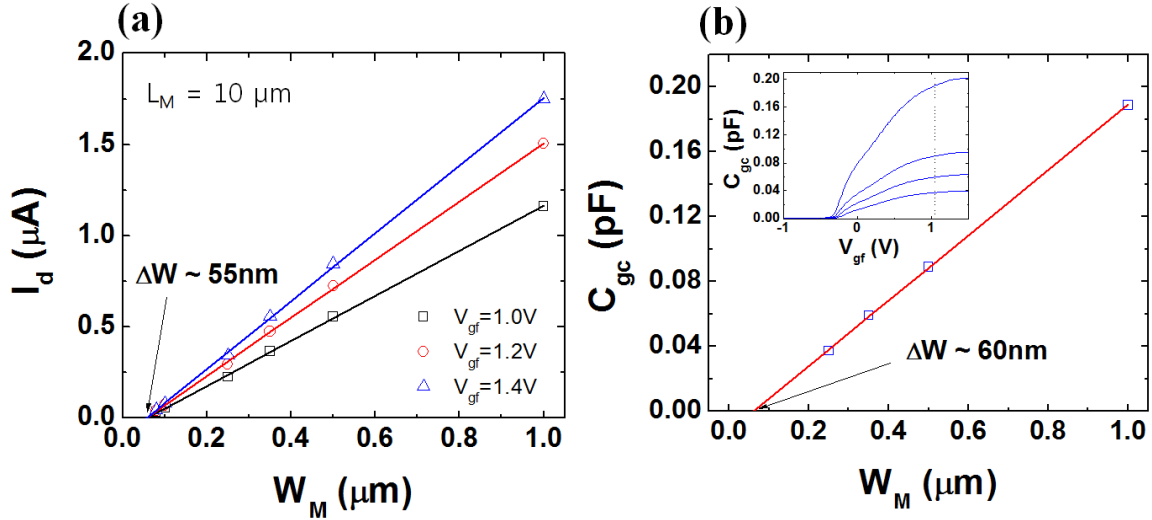 (a)
2.0
1.5
1.0
0.5
0.0
I_d (μA)
L_M = 10 μm
ΔW ~ 55nm
V_gf=1.0V
V_gf=1.2V
V_gf=1.4V
0.0 0.2 0.4 0.6 0.8 1.0
W_M (μm)
(b)
0.20
0.16
0.12
0.08
0.04
0.00
C_gc (pF)
0.20
0.16
0.12
0.08
0.04
0.00
C_gc (pF)
-1 0 1
V_gf (V)
ΔW ~ 60nm
0.0 0.2 0.4 0.6 0.8 1.0
W_M (μm)